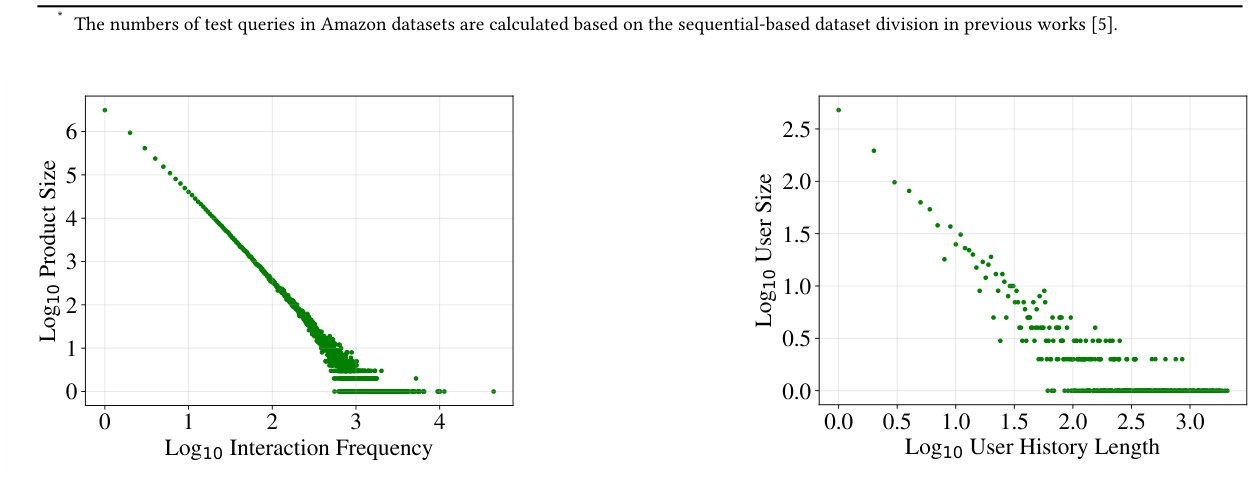 * The numbers of test queries in Amazon datasets are calculated based on the sequential-based dataset division in previous works [5].
6
5
4
3
2
1
0
Log10 Product Size
0 1 2 3 4
Log10 Interaction Frequency
2.5
2.0
1.5
1.0
0.5
0.0
Log10 User Size
0.0 0.5 1.0 1.5 2.0 2.5 3.0
Log10 User History Length